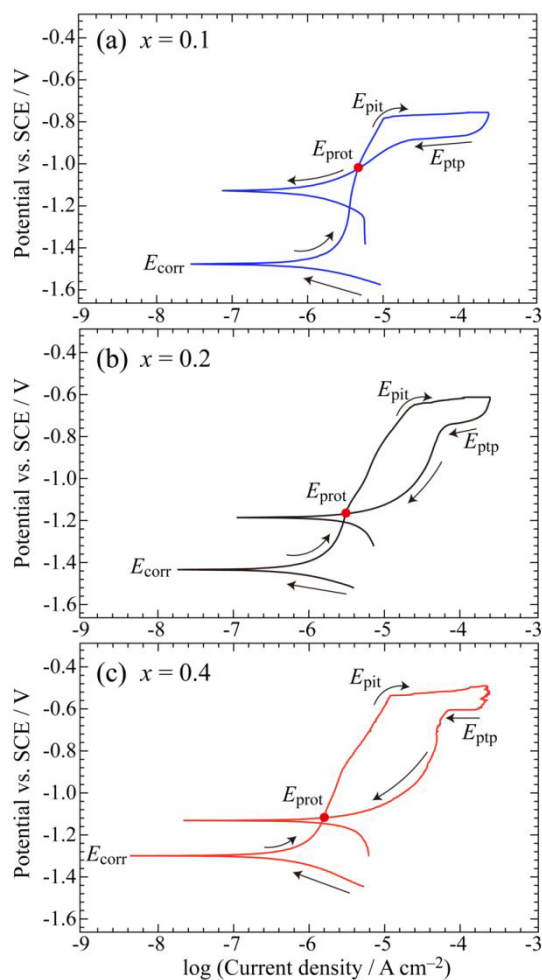 (a) x = 0.1
Potential vs. SCE / V
-0.4
-0.6
-0.8
-1.0
-1.2
-1.4
-1.6
Epit
Eprot
Eptp
Ecorr
-9
-8
-7
-6
-5
-4
-3
(b) x = 0.2
Potential vs. SCE / V
-0.4
-0.6
-0.8
-1.0
-1.2
-1.4
-1.6
Epit
Eptp
Eprot
Ecorr
-9
-8
-7
-6
-5
-4
-3
(c) x = 0.4
Potential vs. SCE / V
-0.4
-0.6
-0.8
-1.0
-1.2
-1.4
-1.6
Epit
Eptp
Eprot
Ecorr
-9
-8
-7
-6
-5
-4
-3
log (Current density / A cm⁻²)